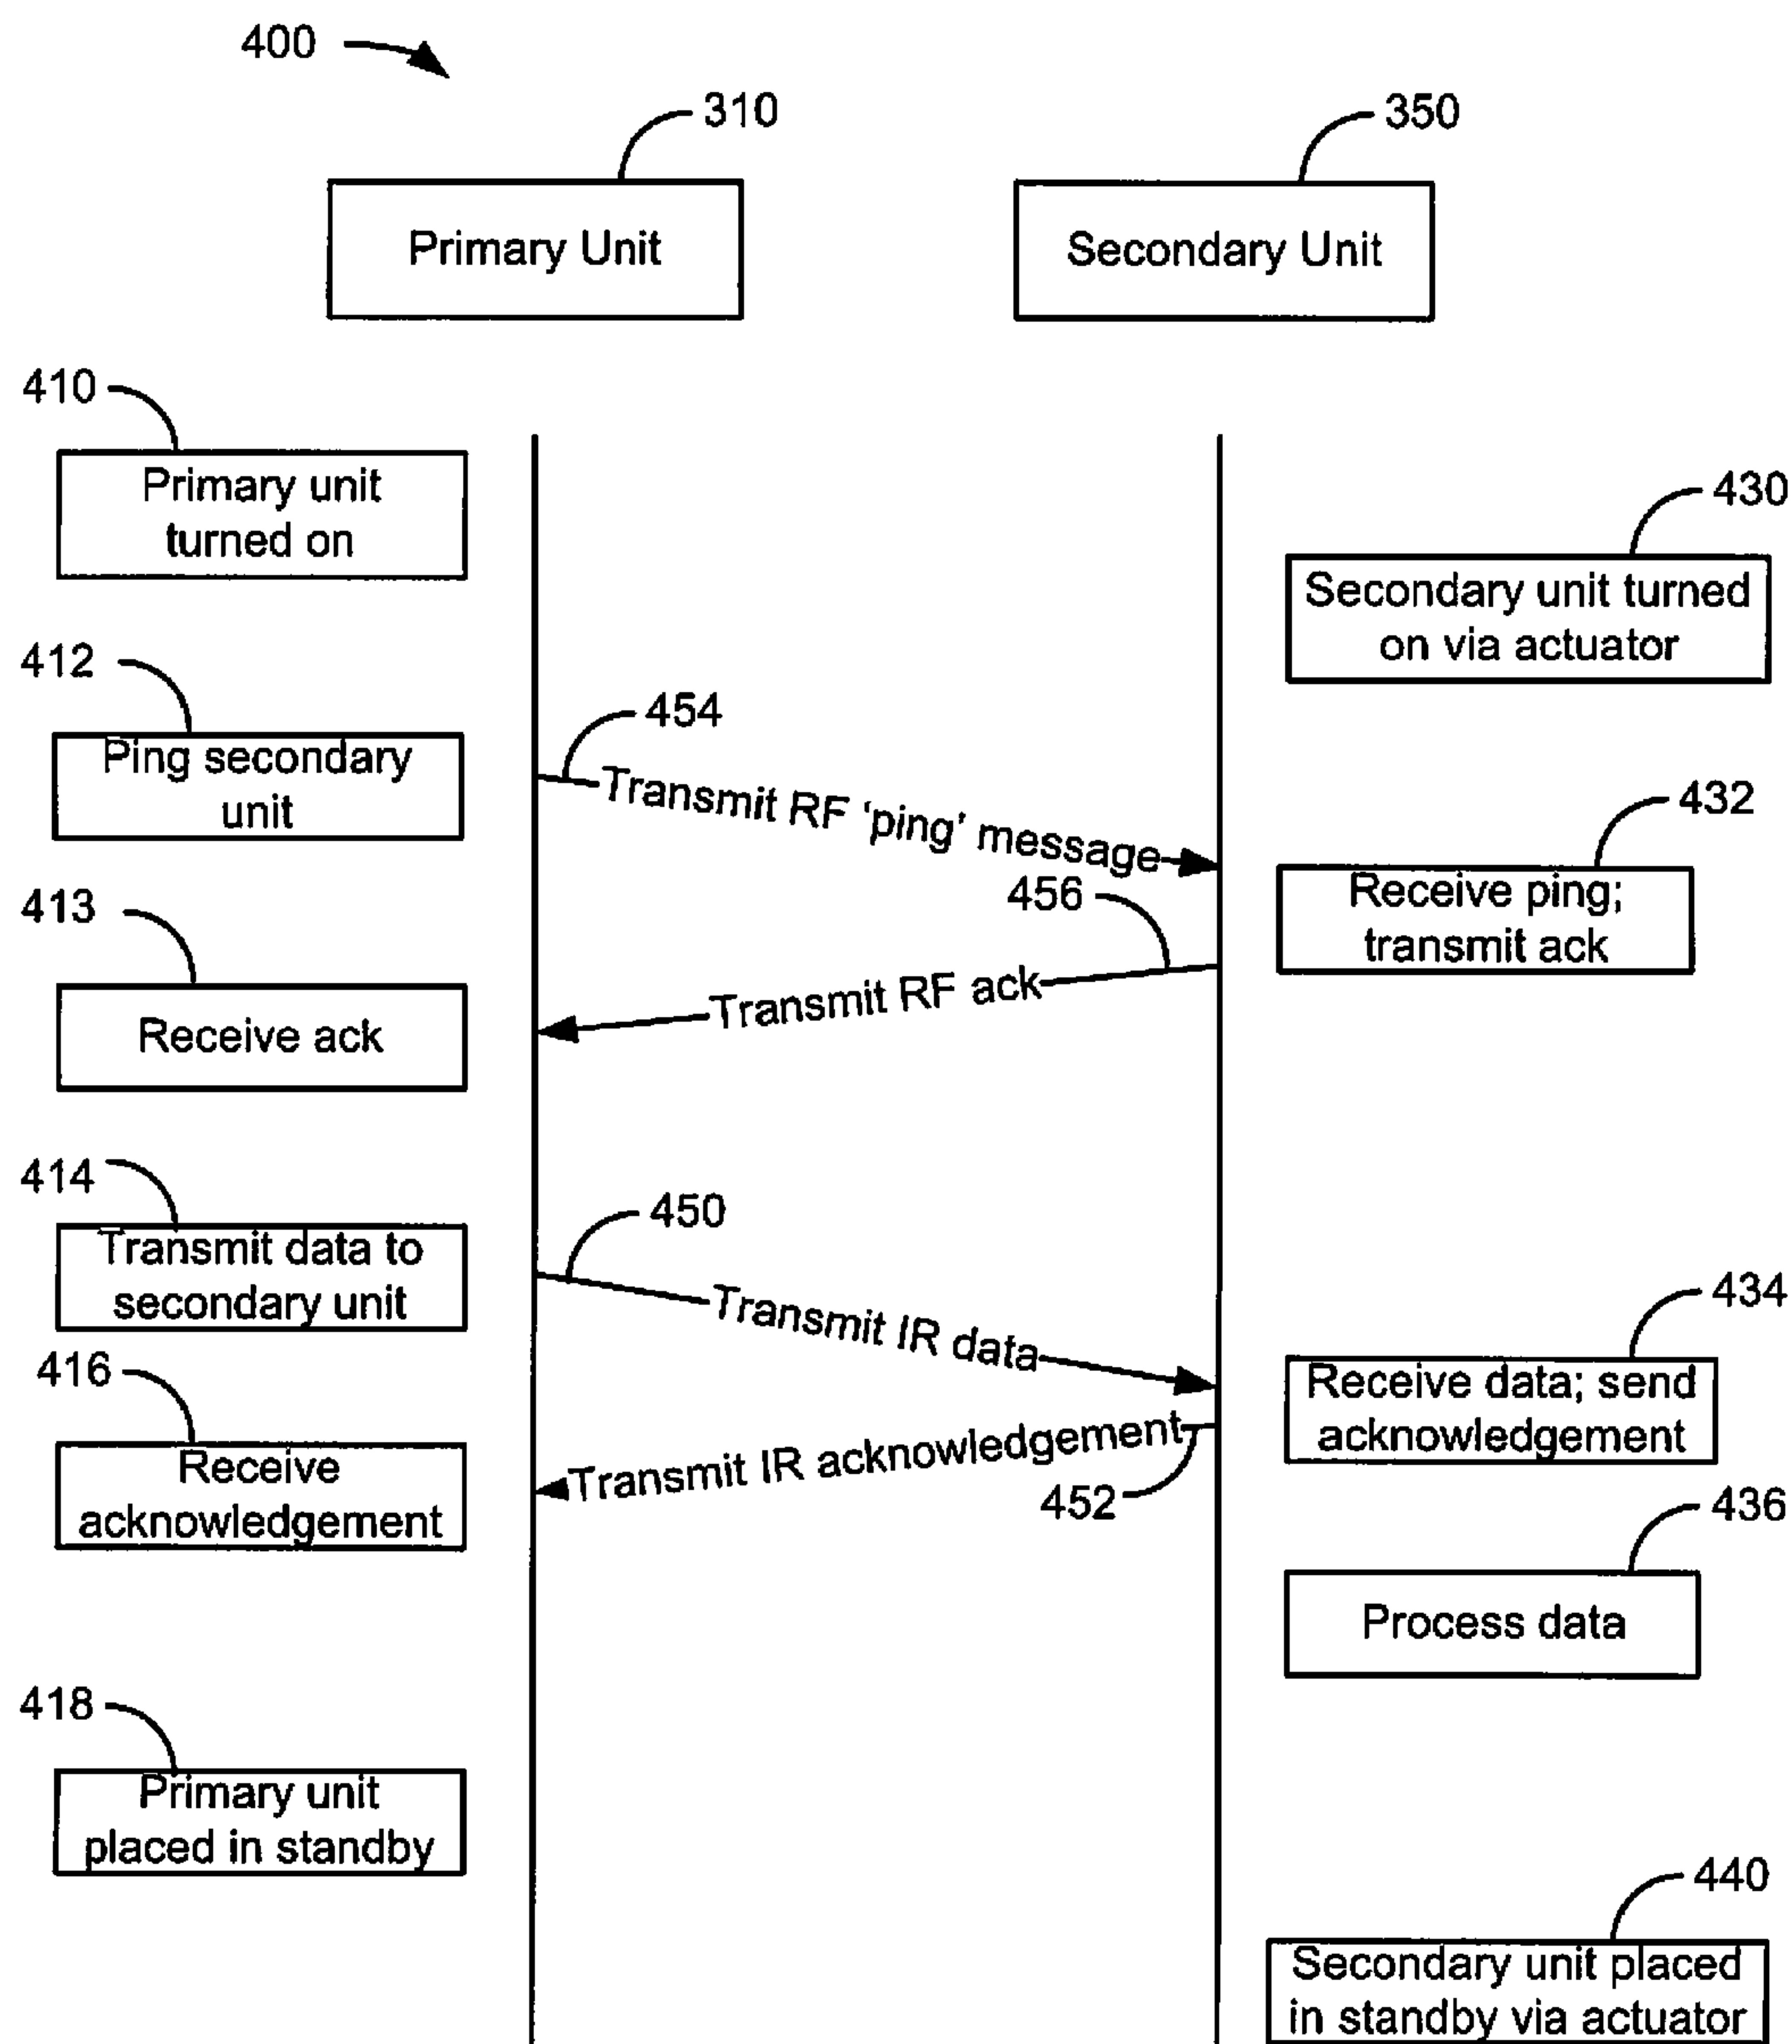 400
310
350
Primary Unit
Secondary Unit
410
Primary unit
turned on
430
Secondary unit turned
on via actuator
412
Ping secondary
unit
454
Transmit RF 'ping' message
432
Receive ping;
transmit ack
456
Transmit RF ack
413
Receive ack
414
Transmit data to
secondary unit
450
Transmit IR data
434
Receive data; send
acknowledgement
416
Receive
acknowledgement
Transmit IR acknowledgement
452
436
Process data
418
Primary unit
placed in standby
440
Secondary unit placed
in standby via actuator